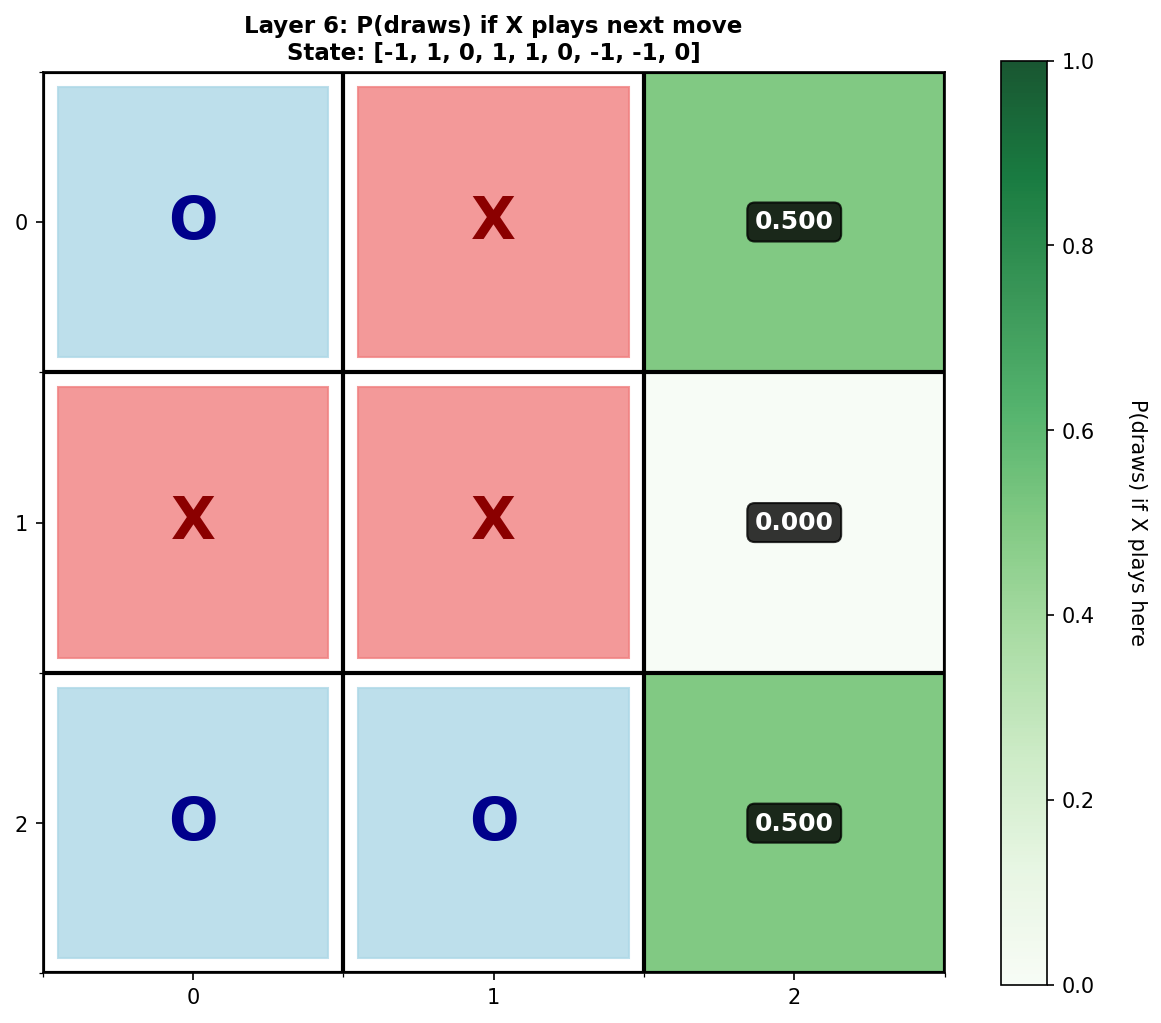 Layer 6: P(draws) if X plays next move
State: [-1, 1, 0, 1, 1, 0, -1, -1, 0]
0
O
X
0.500
1
X
X
0.000
2
O
O
0.500
0
1
2
1.0
0.8
0.6
0.4
0.2
0.0
P(draws) if X plays here